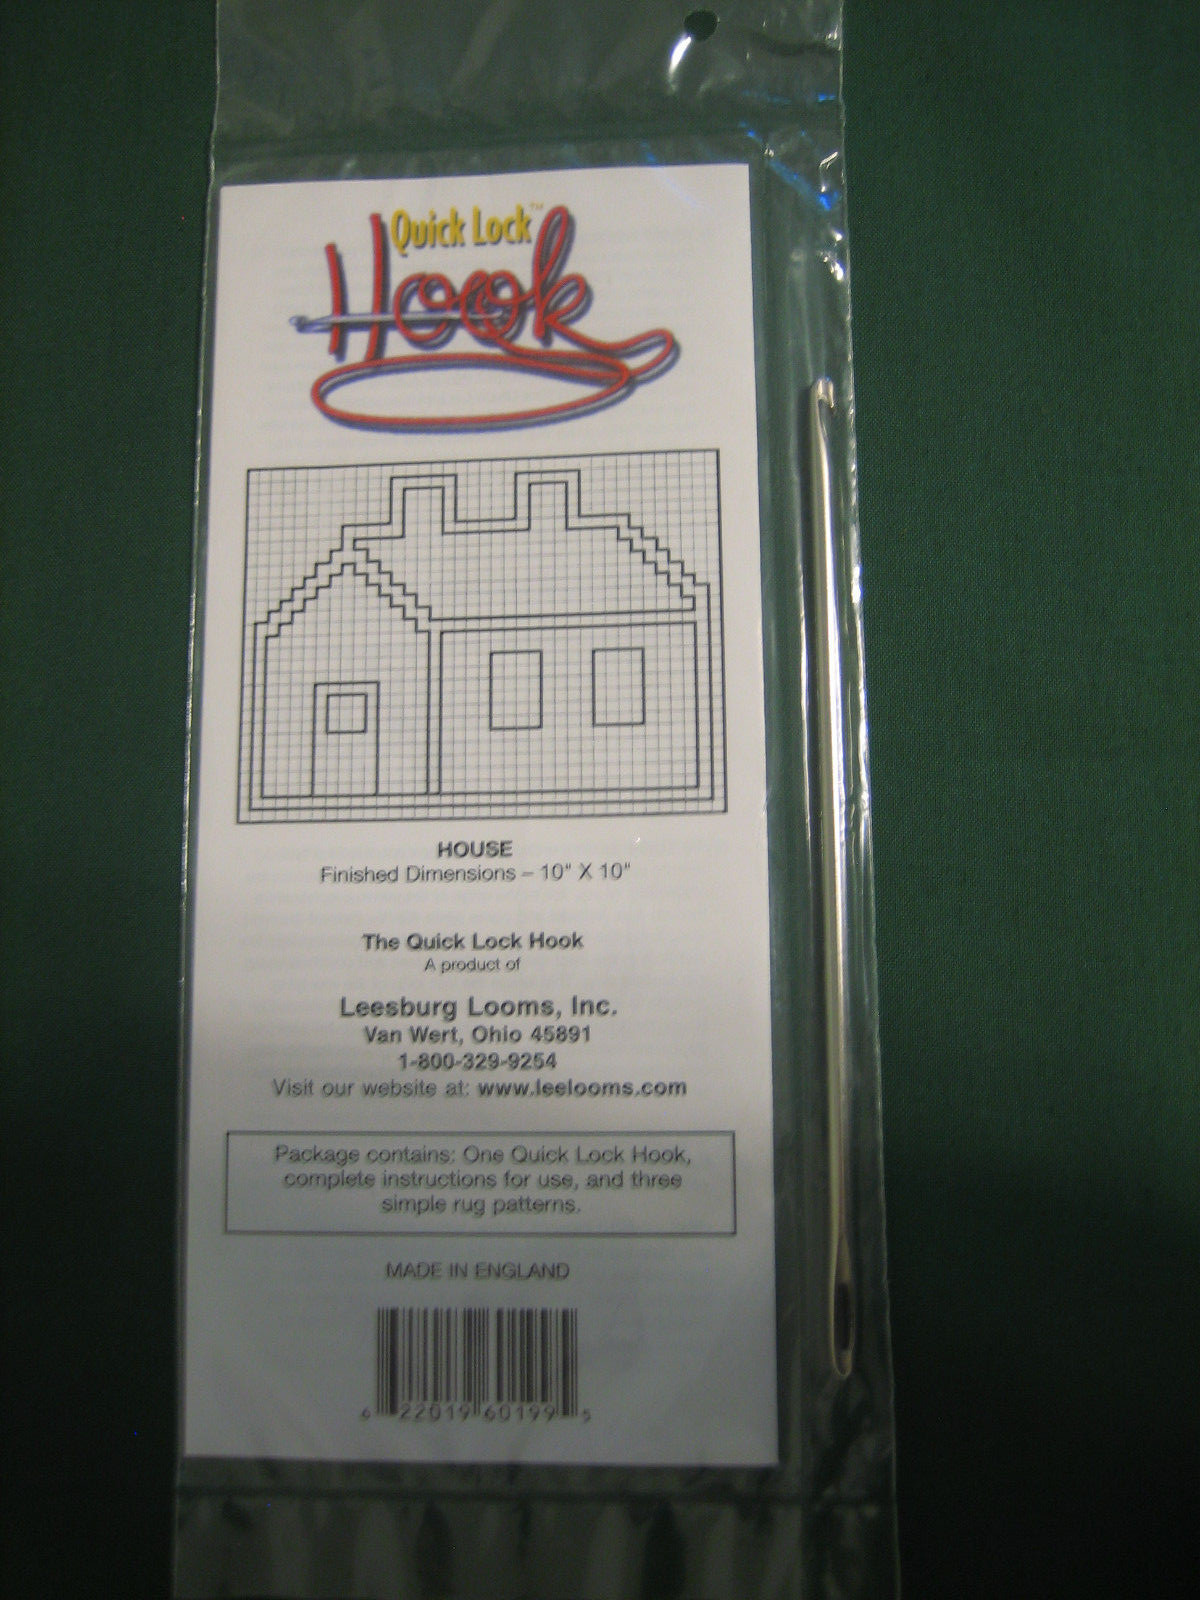 Quick Lock™
Hook
HOUSE
Finished Dimensions – 10" X 10"
The Quick Lock Hook
A product of
Leesburg Looms, Inc.
Van Wert, Ohio 45891
1-800-329-9254
Visit our website at: www.leelooms.com
Package contains: One Quick Lock Hook,
complete instructions for use, and three
simple rug patterns.
MADE IN ENGLAND
6 22019 60199 5